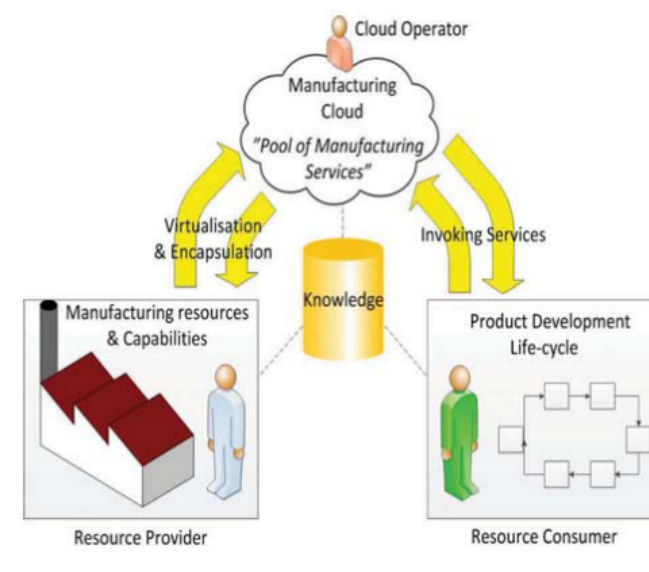 Cloud Operator
Manufacturing
Cloud
"Pool of Manufacturing
Services"
Virtualisation
& Encapsulation
Invoking Services
Knowledge
Manufacturing resources
& Capabilities
Product Development
Life-cycle
Resource Provider
Resource Consumer